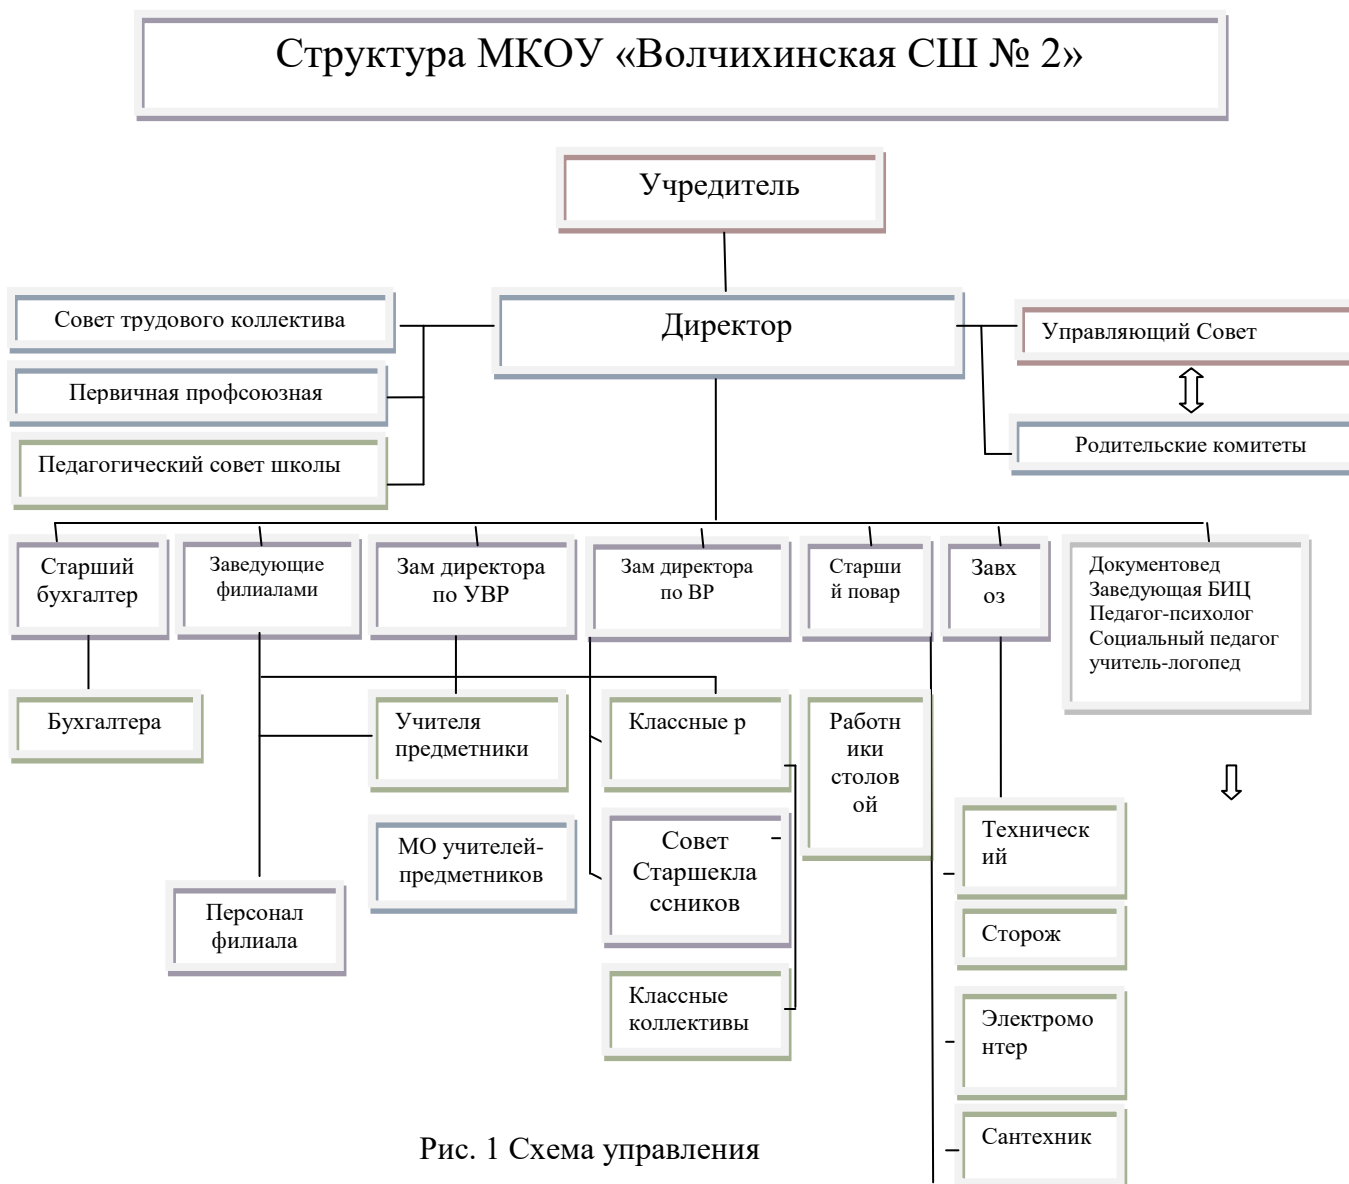 Структура МКОУ «Волчихинская СШ № 2»
Учредитель
Совет трудового коллектива
Директор
Управляющий Совет
Первичная профсоюзная
Педагогический совет школы
Родительские комитеты
Старший
бухгалтер
Заведующие
филиалами
Зам директора
по УВР
Зам директора
по ВР
Старши
й повар
Завх
оз
Документовед
Заведующая БИЦ
Педагог-психолог
Социальный педагог
учитель-логопед
Бухгалтера
Учителя
предметники
Классные р
Работн
ики
столов
ой
МО учителей-
предметников
Совет
Старшекла
ссников
Техническ
ий
Персонал
филиала
Сторож
Классные
коллективы
Электромо
нтер
Сантехник
Рис. 1 Схема управления